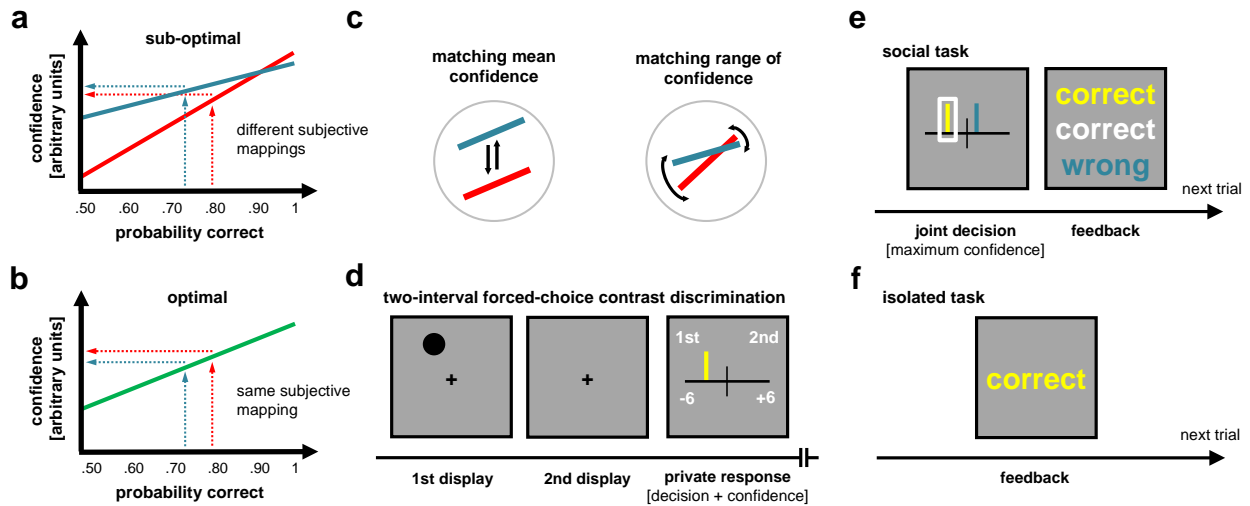 a
sub-optimal
confidence
[arbitrary units]
different subjective
mappings
.50 .60 .70 .80 .90 1
probability correct
b
optimal
confidence
[arbitrary units]
same subjective
mapping
.50 .60 .70 .80 .90 1
probability correct
c
matching mean
confidence
matching range of
confidence
d
two-interval forced-choice contrast discrimination
+
+
1st 2nd
-6 +6
1st display
2nd display
private response
[decision + confidence]
e
social task
correct
correct
wrong
next trial
joint decision
[maximum confidence]
feedback
f
isolated task
correct
next trial
feedback